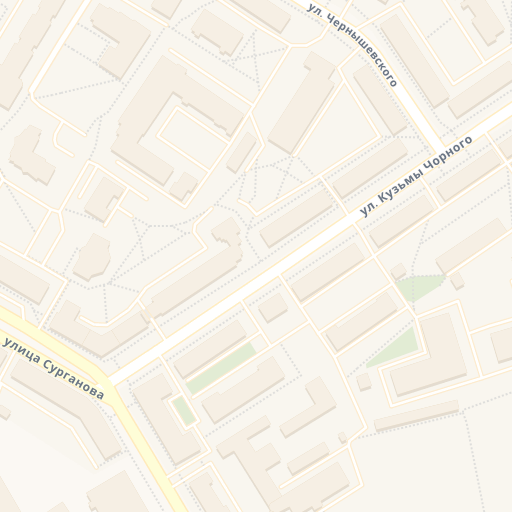 ул. Чернышевского
ул. Кузьмы Чорного
улица Сурганова